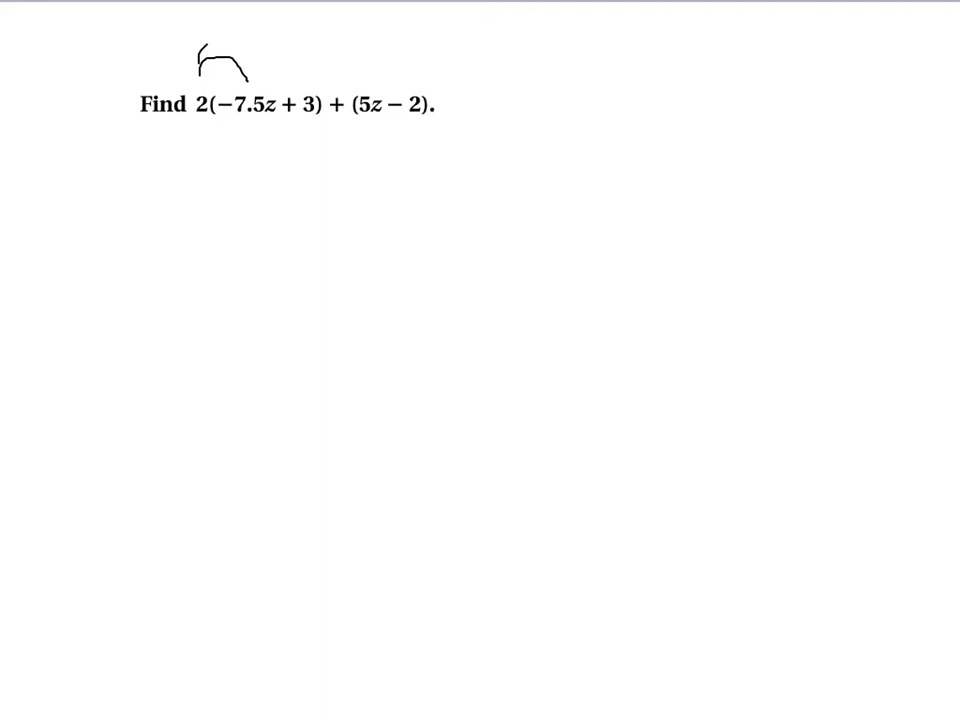 Find 2(−7.5z + 3) + (5z − 2).